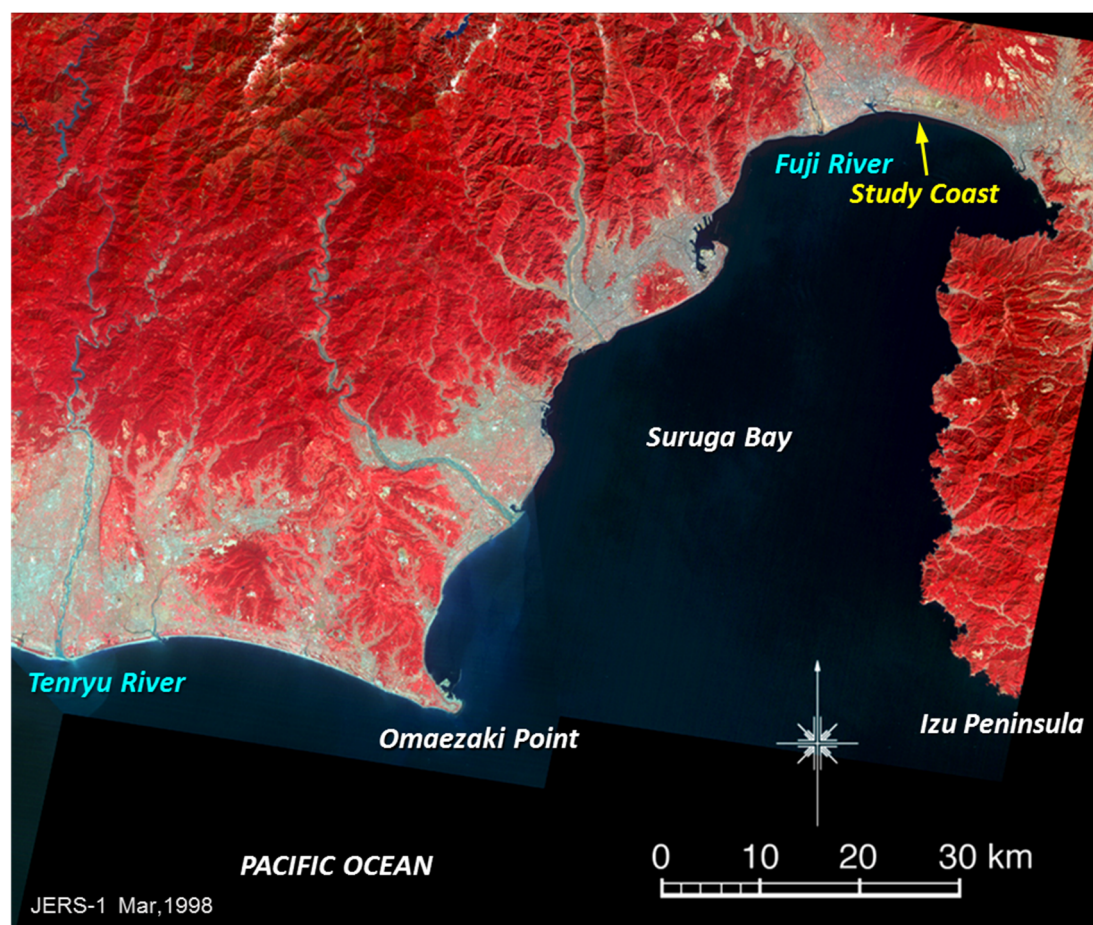 Fuji River
Study Coast
Suruga Bay
Tenryu River
Izu Peninsula
Omaezaki Point
PACIFIC OCEAN
0 10 20 30 km
JERS-1 Mar,1998